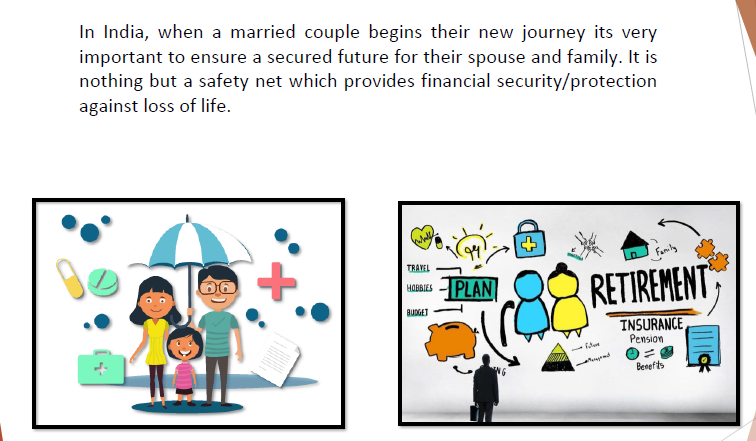 In India, when a married couple begins their new journey its very
important to ensure a secured future for their spouse and family. It is
nothing but a safety net which provides financial security/protection
against loss of life.
TRAVEL
HOBBIES
BUDGET
PLAN
Family
RETIREMENT
INSURANCE
Pension
Benefits
Future
NG